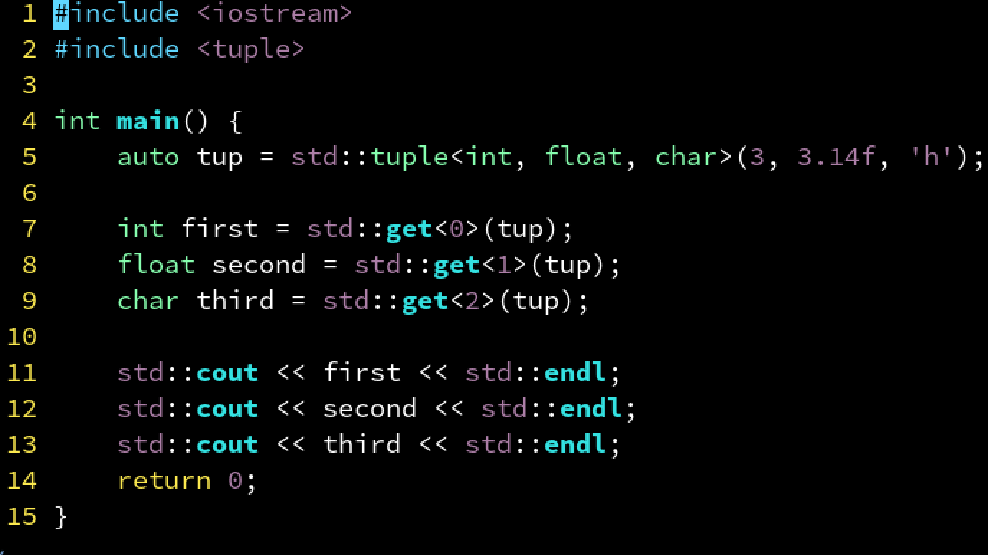 1 #include <iostream>
2 #include <tuple>
3
4 int main() {
5     auto tup = std::tuple<int, float, char>(3, 3.14f, 'h');
6
7     int first = std::get<0>(tup);
8     float second = std::get<1>(tup);
9     char third = std::get<2>(tup);
10
11     std::cout << first << std::endl;
12     std::cout << second << std::endl;
13     std::cout << third << std::endl;
14     return 0;
15 }